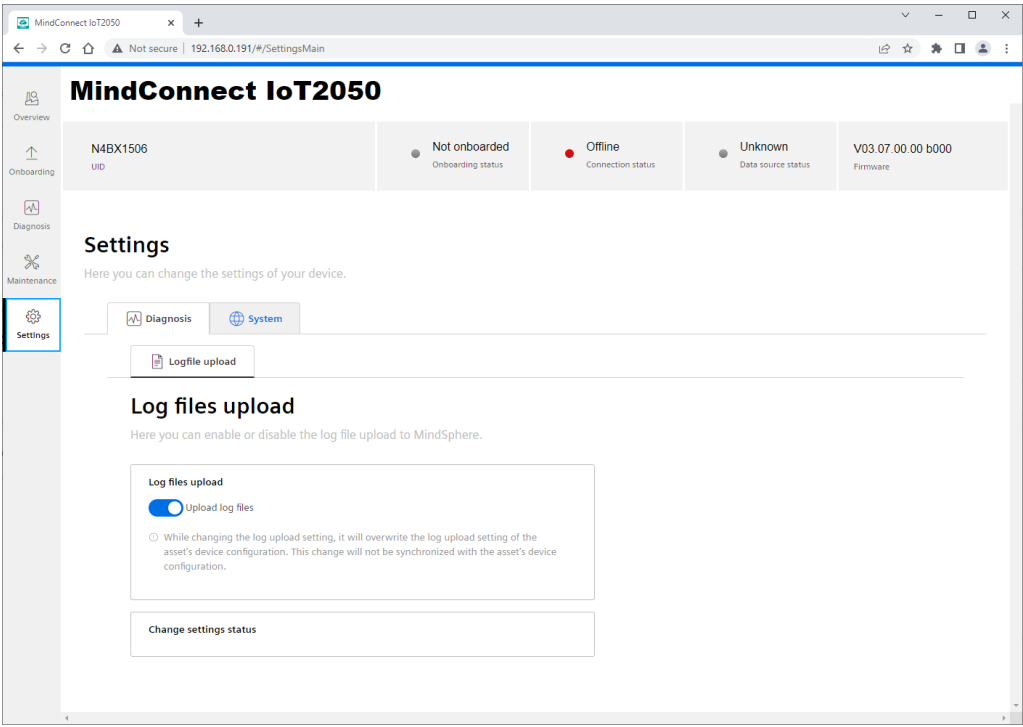 MindConnect IoT2050
Not secure | 192.168.0.191/#/SettingsMain
MindConnect IoT2050
Overview
Onboarding
Diagnosis
Maintenance
Settings
N4BX1506
UID
Not onboarded
Onboarding status
Offline
Connection status
Unknown
Data source status
V03.07.00.00 b000
Firmware
Settings
Here you can change the settings of your device.
Diagnosis
System
Logfile upload
Log files upload
Here you can enable or disable the log file upload to MindSphere.
Log files upload
Upload log files
While changing the log upload setting, it will overwrite the log upload setting of the
asset's device configuration. This change will not be synchronized with the asset's device
configuration.
Change settings status